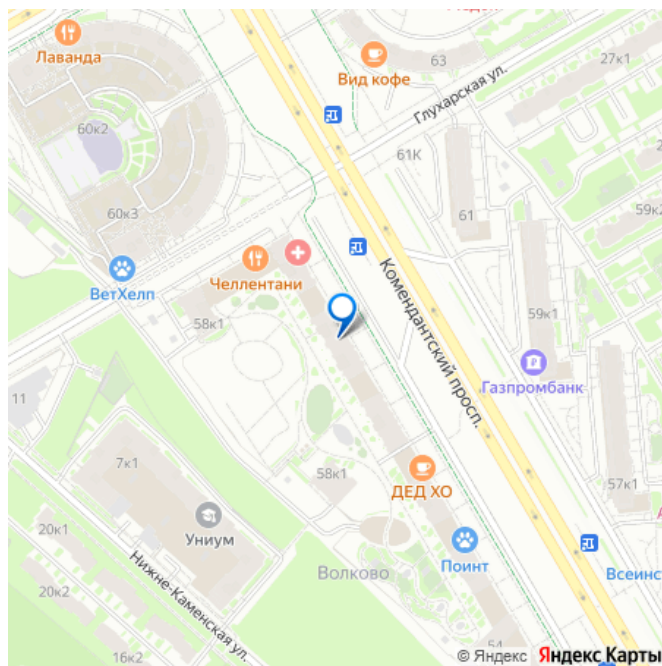 Лаванда
Вид кофе
63
27к1
Глухарская ул.
60к2
61К
60к3
61
59к2
ВетХелп
Челлентани
58к1
Комендантский просп.
59к1
Газпромбанк
11
7к1
58к1
ДЕД ХО
57к1
Униум
20к1
Поинт
Всеинс
Волково
Нижне-Каменская ул.
20к2
16к2
54
© Яндекс Яндекс Карты